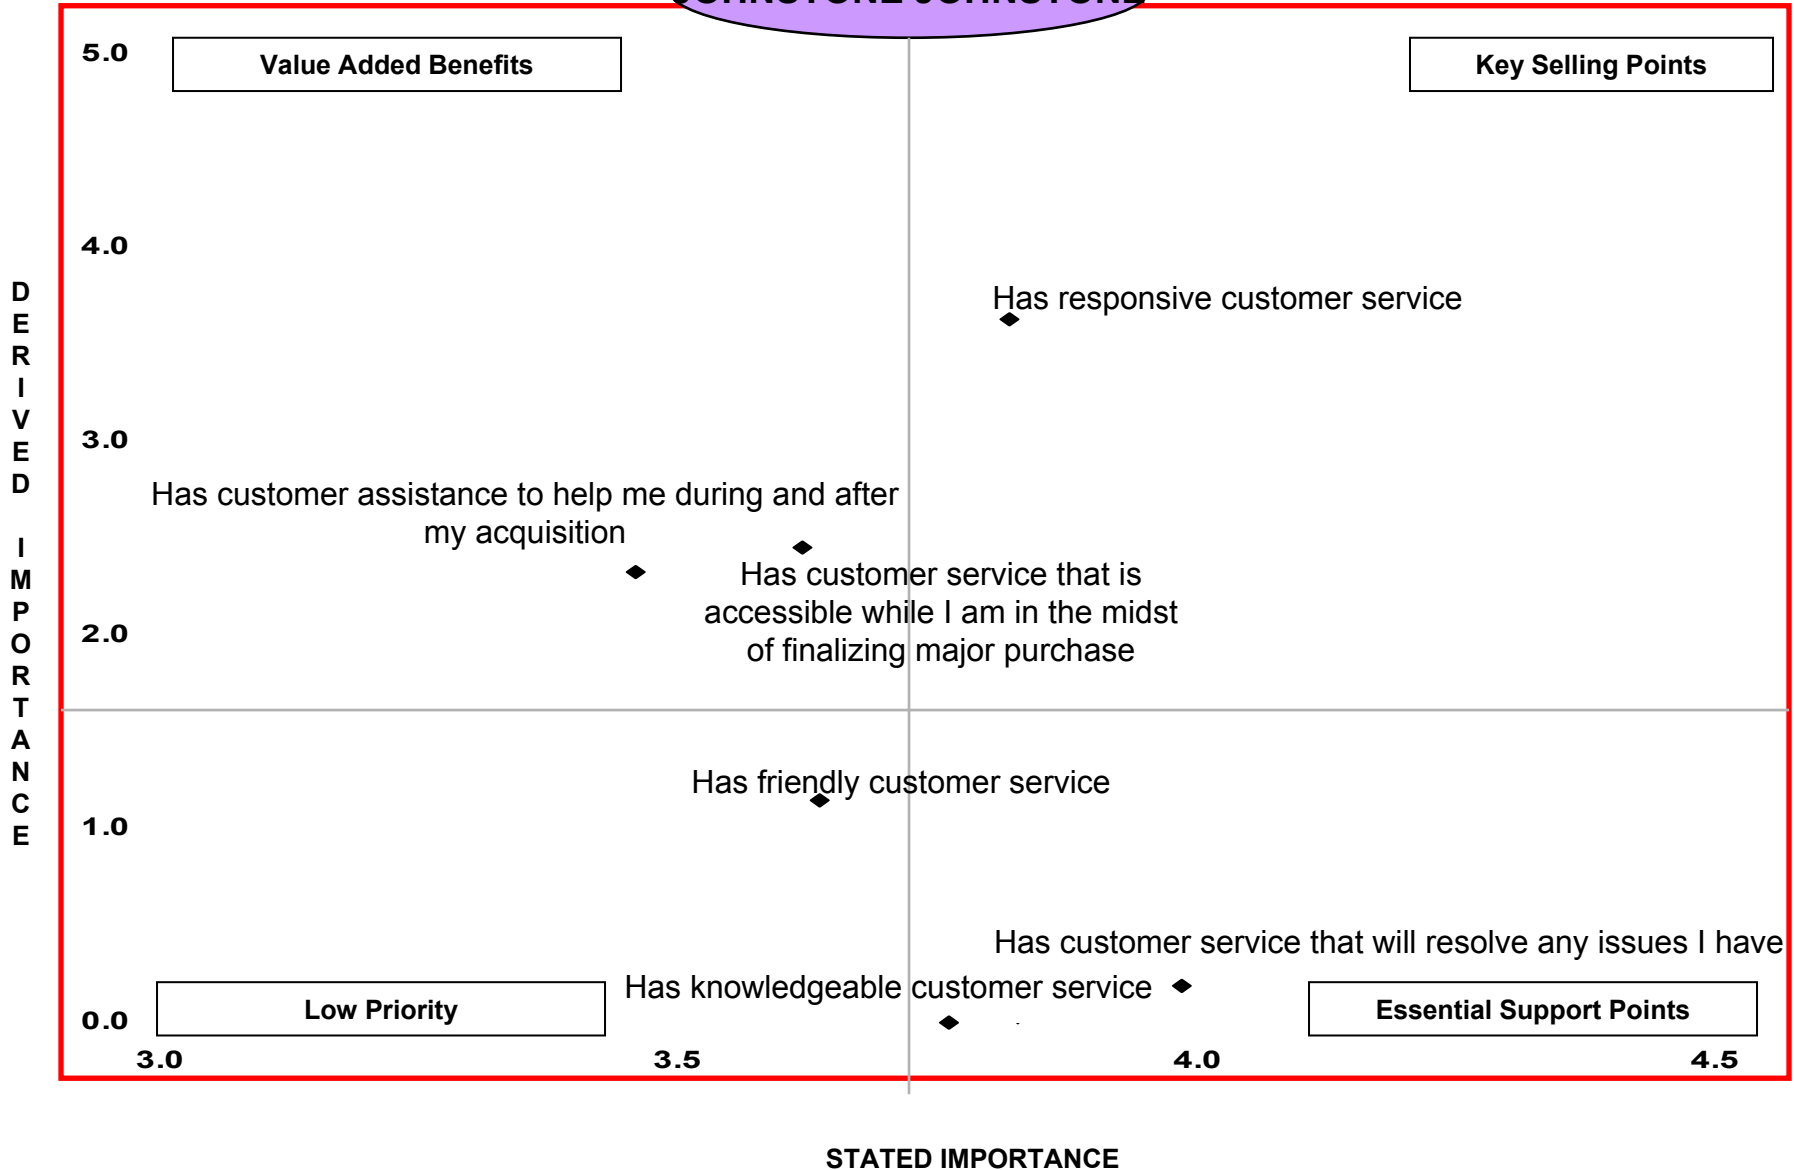 JOHNSTONE JOHNSTONE
5.0
Value Added Benefits
Key Selling Points
4.0
DERIVED IMPORTANCE
Has responsive customer service
3.0
Has customer assistance to help me during and after
my acquisition
Has customer service that is
accessible while I am in the midst
of finalizing major purchase
2.0
Has friendly customer service
1.0
Has customer service that will resolve any issues I have
Has knowledgeable customer service
Low Priority
Essential Support Points
0.0
3.0 3.5 4.0 4.5
STATED IMPORTANCE